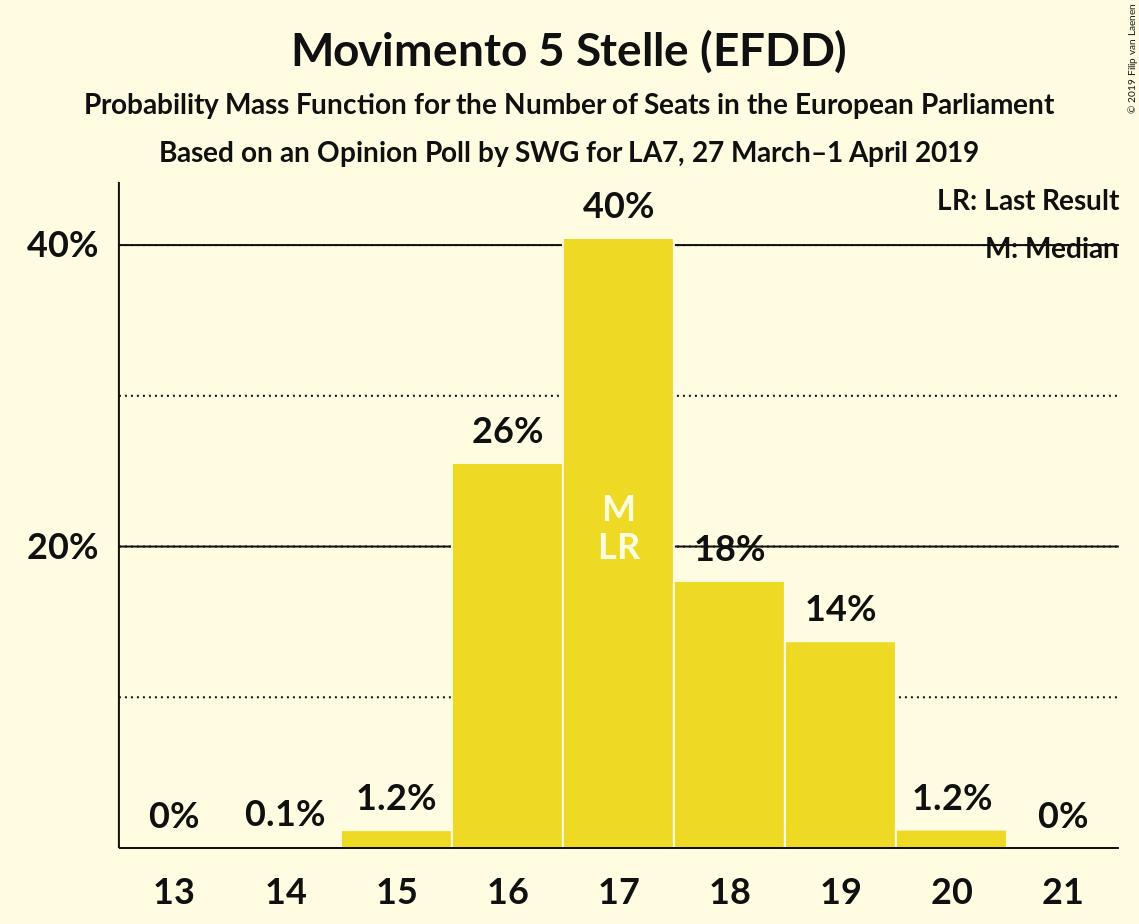 Movimento 5 Stelle (EFDD)
Probability Mass Function for the Number of Seats in the European Parliament
Based on an Opinion Poll by SWG for LA7, 27 March–1 April 2019
© 2019 Filip van Laenen
LR: Last Result
M: Median
40%
20%
0%
0.1%
1.2%
26%
40%
18%
14%
1.2%
0%
M
LR
13 14 15 16 17 18 19 20 21